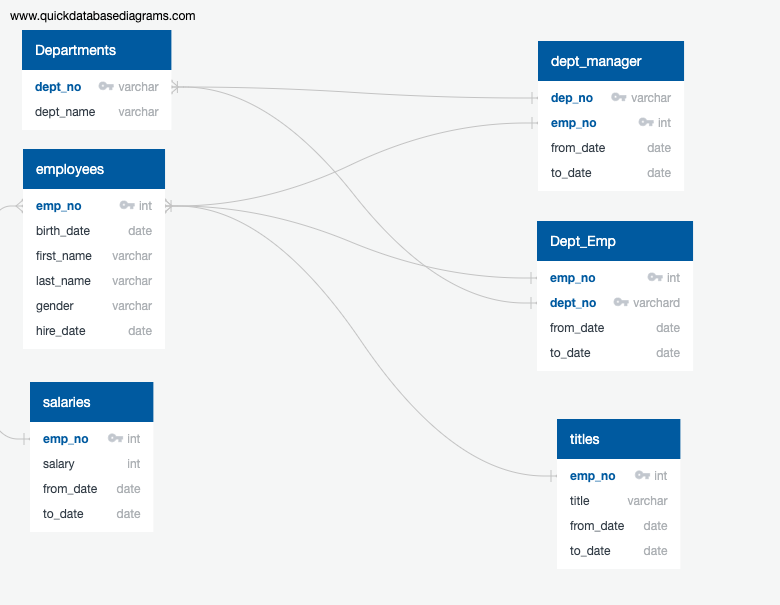 www.quickdatabasediagrams.com
Departments
dept_no varchar
dept_name varchar
employees
emp_no int
birth_date date
first_name varchar
last_name varchar
gender varchar
hire_date date
salaries
emp_no int
salary int
from_date date
to_date date
dept_manager
dep_no varchar
emp_no int
from_date date
to_date date
Dept_Emp
emp_no int
dept_no varchard
from_date date
to_date date
titles
emp_no int
title varchar
from_date date
to_date date